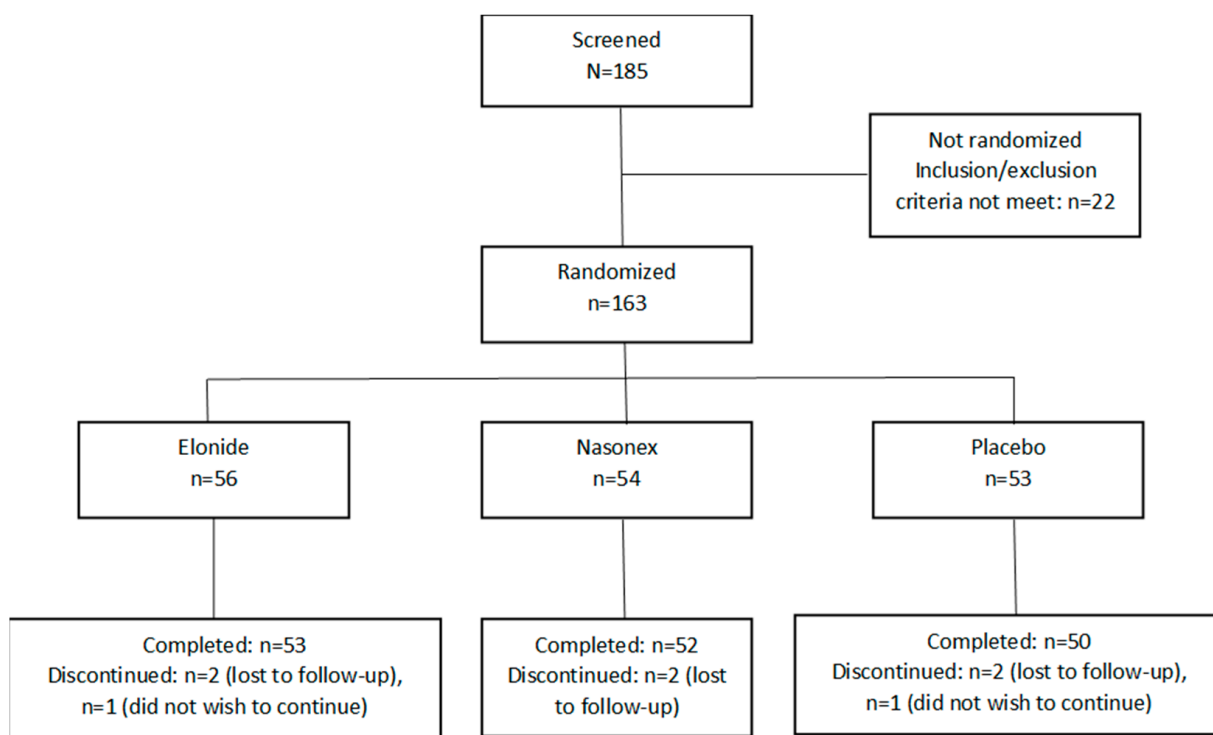 Screened
N=185
Not randomized
Inclusion/exclusion
criteria not meet: n=22
Randomized
n=163
Elonide
n=56
Nasonex
n=54
Placebo
n=53
Completed: n=53
Discontinued: n=2 (lost to follow-up),
n=1 (did not wish to continue)
Completed: n=52
Discontinued: n=2 (lost
to follow-up)
Completed: n=50
Discontinued: n=2 (lost to follow-up),
n=1 (did not wish to continue)